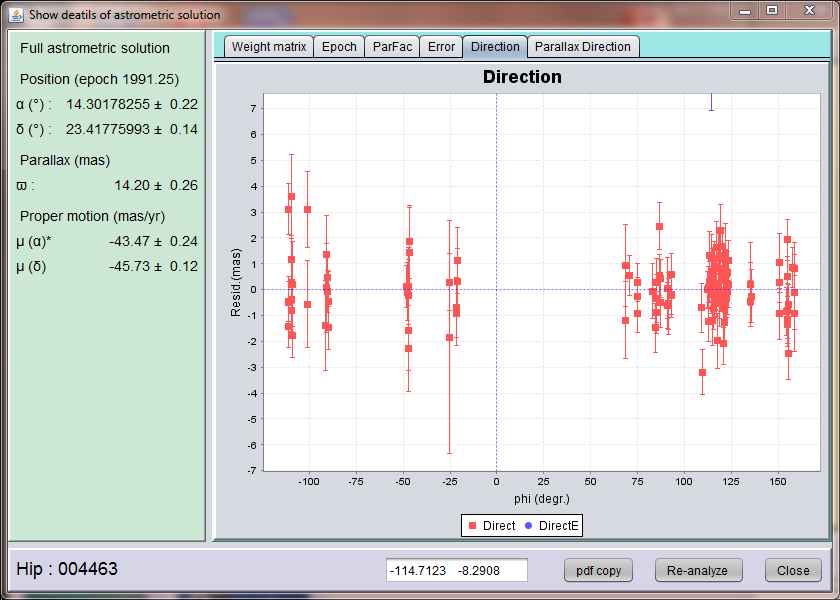 Show deatils of astrometric solution
Full astrometric solution
Position (epoch 1991.25)
α (°) : 14.30178255 ± 0.22
δ (°) : 23.41775993 ± 0.14
Parallax (mas)
ϖ : 14.20 ± 0.26
Proper motion (mas/yr)
μ (α)* -43.47 ± 0.24
μ (δ) -45.73 ± 0.12
Weight matrix Epoch ParFac Error Direction Parallax Direction
Direction
Resid.(mas)
7
6
5
4
3
2
1
0
-1
-2
-3
-4
-5
-6
-7
-100 -75 -50 -25 0 25 50 75 100 125 150
phi (degr.)
Direct DirectE
Hip : 004463
-114.7123 -8.2908
pdf copy Re-analyze Close